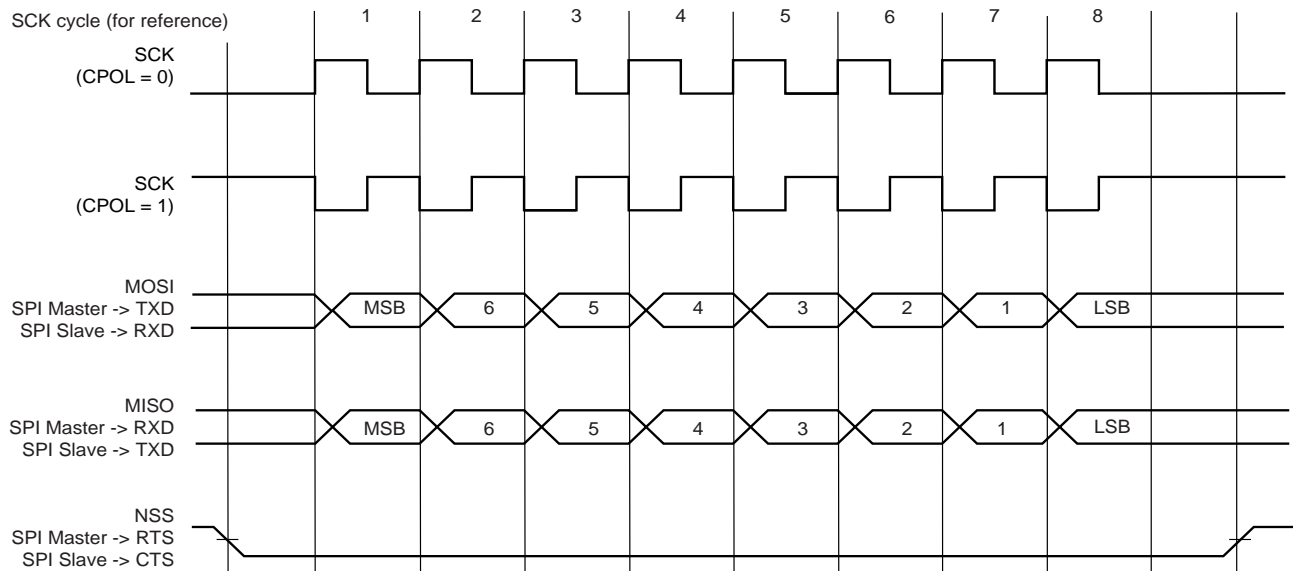 SCK cycle (for reference)
1 2 3 4 5 6 7 8
SCK
(CPOL = 0)
SCK
(CPOL = 1)
MOSI
SPI Master -> TXD
SPI Slave -> RXD
MSB 6 5 4 3 2 1 LSB
MISO
SPI Master -> RXD
SPI Slave -> TXD
MSB 6 5 4 3 2 1 LSB
NSS
SPI Master -> RTS
SPI Slave -> CTS